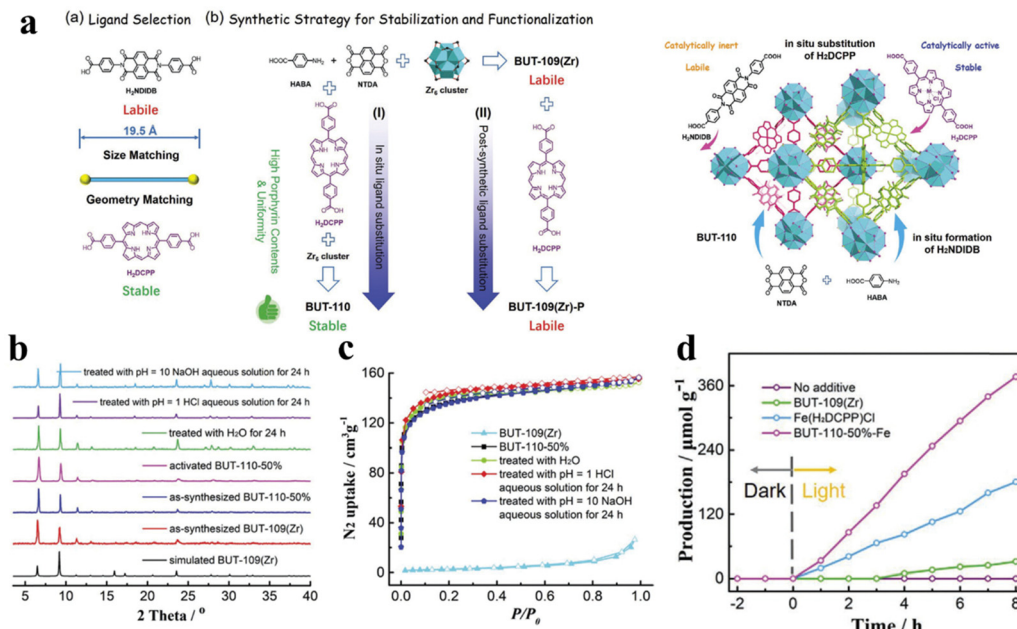 a
(a) Ligand Selection
H₂NDIDB
Labile
19.5 Å
Size Matching
Geometry Matching
H₂DCPP
Stable
(b) Synthetic Strategy for Stabilization and Functionalization
HABA
+
NTDA
Zr₆ cluster
BUT-109(Zr)
Labile
High Porphyrin Contents
& Uniformity
H₂DCPP
Zr₆ cluster
BUT-110
Stable
(I)
In situ ligand substitution
(II)
Post-synthetic ligand substitution
H₂DCPP
BUT-109(Zr)-P
Labile
Catalytically inert
Labile
in situ substitution
of H₂DCPP
Catalytically active
Stable
H₂NDIDB
H₂DCPP
BUT-110
in situ formation
of H₂NDIDB
NTDA
HABA
b
treated with pH = 10 NaOH aqueous solution for 24 h
treated with pH = 1 HCl aqueous solution for 24 h
treated with H₂O for 24 h
activated BUT-110-50%
as-synthesized BUT-110-50%
as-synthesized BUT-109(Zr)
simulated BUT-109(Zr)
5 10 15 20 25 30 35 40
2 Theta / °
c
N₂ uptake / cm³g⁻¹
160
120
80
40
0
BUT-109(Zr)
BUT-110-50%
treated with H₂O
treated with pH = 1 HCl
aqueous solution for 24 h
treated with pH = 10 NaOH
aqueous solution for 24 h
0.0 0.2 0.4 0.6 0.8 1.0
P/P₀
d
Production / μmol g⁻¹
360
240
120
0
No additive
BUT-109(Zr)
Fe(H₂DCPP)Cl
BUT-110-50%-Fe
Dark
Light
-2 0 2 4 6 8
Time / h